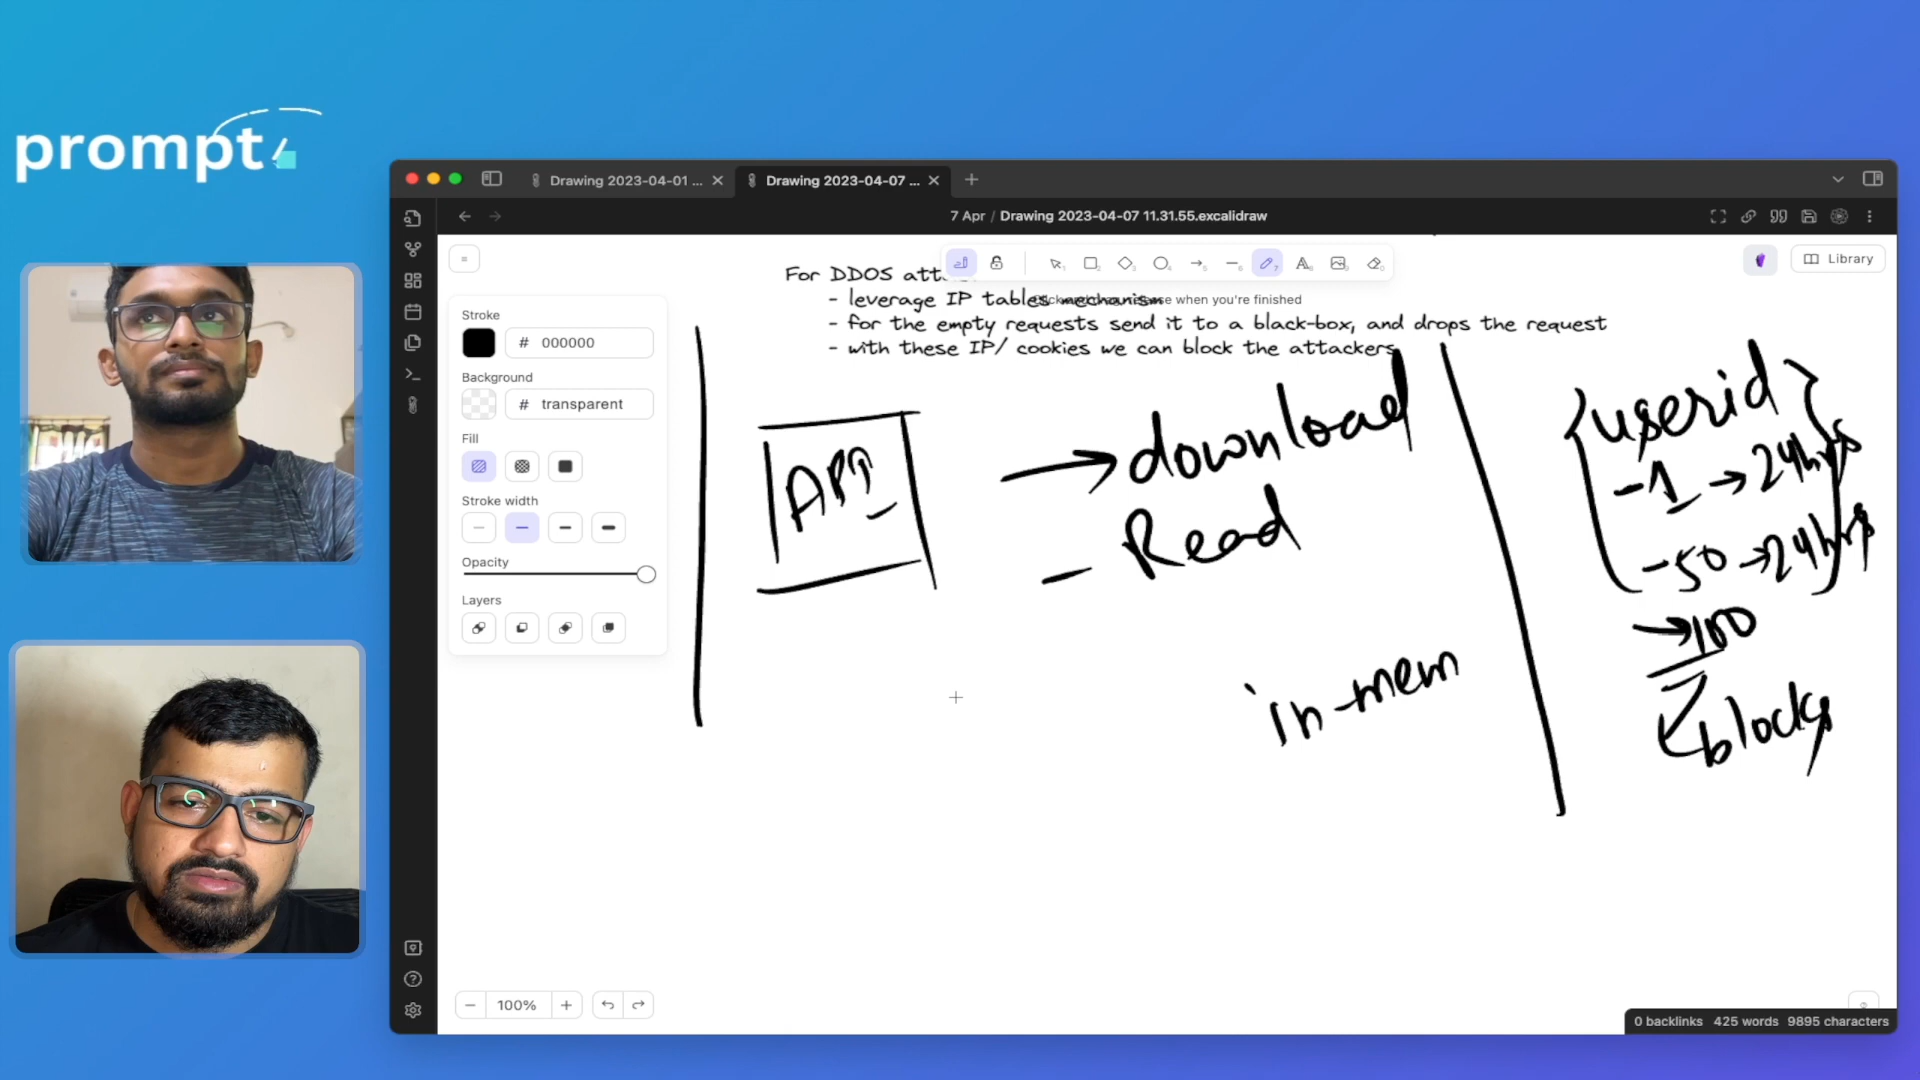 prompt
Drawing 2023-04-01 ...
Drawing 2023-04-07 ...
7 Apr / Drawing 2023-04-07 11.31.55.excalidraw
Library
For DDOS
- leverage IP tables mechanism
release when you're finished
- for the empty requests send it to a black-box, and drops the request
- with these IP/ cookies we can block the attackers
Stroke
# 000000
Background
# transparent
Fill
Stroke width
Opacity
Layers
API
→ download
- Read
in-mem
{userid}
- 1 → 24hrs
- 50 → 24hrs
→ 100
blocks
100%
0 backlinks 425 words 9895 characters